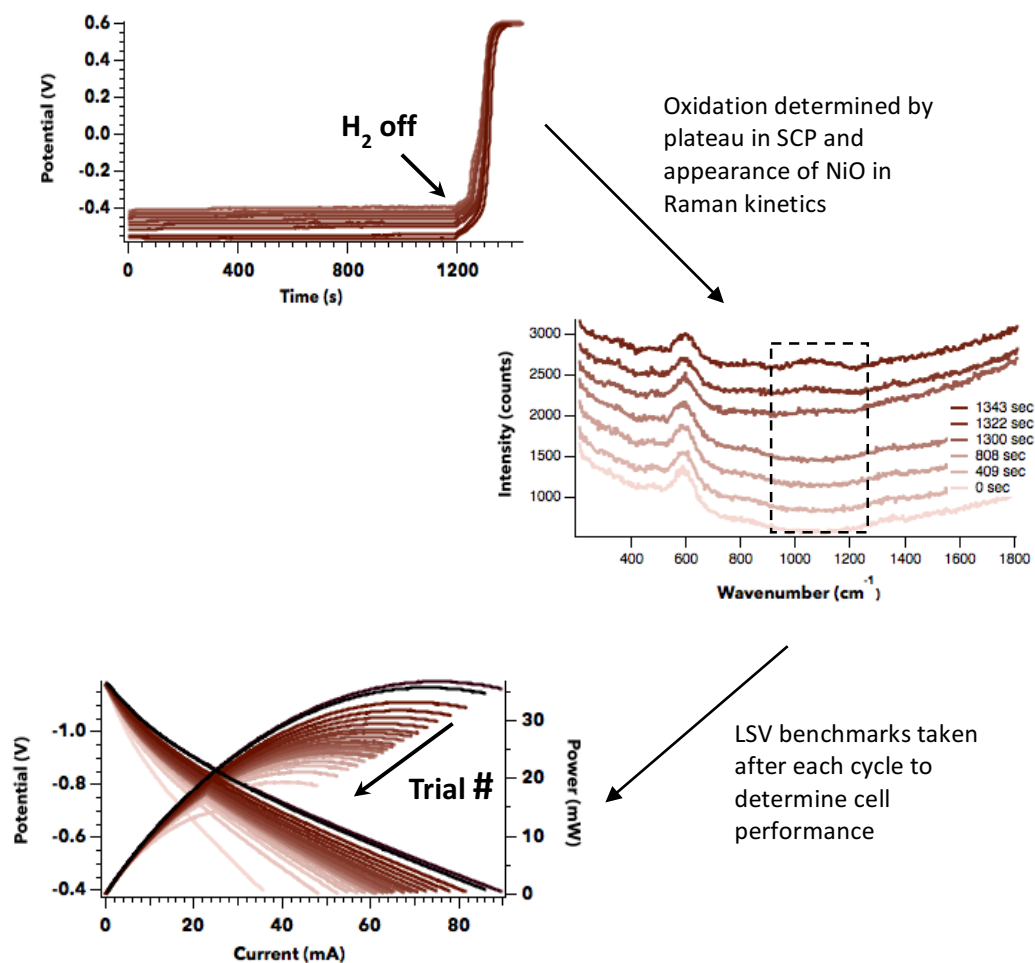 0.6
0.4
0.2
0.0
-0.2
-0.4
Potential (V)
H2 off
0
400
800
1200
Time (s)
Oxidation determined by
plateau in SCP and
appearance of NiO in
Raman kinetics
3000
2500
2000
1500
1000
Intensity (counts)
1343 sec
1322 sec
1300 sec
808 sec
409 sec
0 sec
400
600
800
1000
1200
1400
1600
1800
Wavenumber (cm-1)
-1.0
-0.8
-0.6
-0.4
Potential (V)
Trial #
30
20
10
0
Power (mW)
0
20
40
60
80
Current (mA)
LSV benchmarks taken
after each cycle to
determine cell
performance